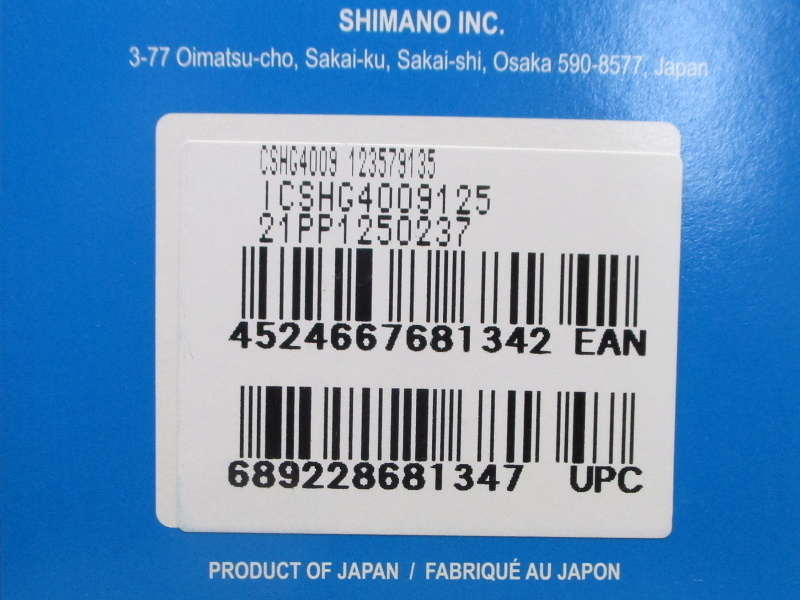 SHIMANO INC.
3-77 Oimatsu-cho, Sakai-ku, Sakai-shi, Osaka 590-8577, Japan
CSHG4009 123579135
ICSHG4009125
21PP1250237
4524667681342 EAN
689228681347 UPC
PRODUCT OF JAPAN / FABRIQUÉ AU JAPON